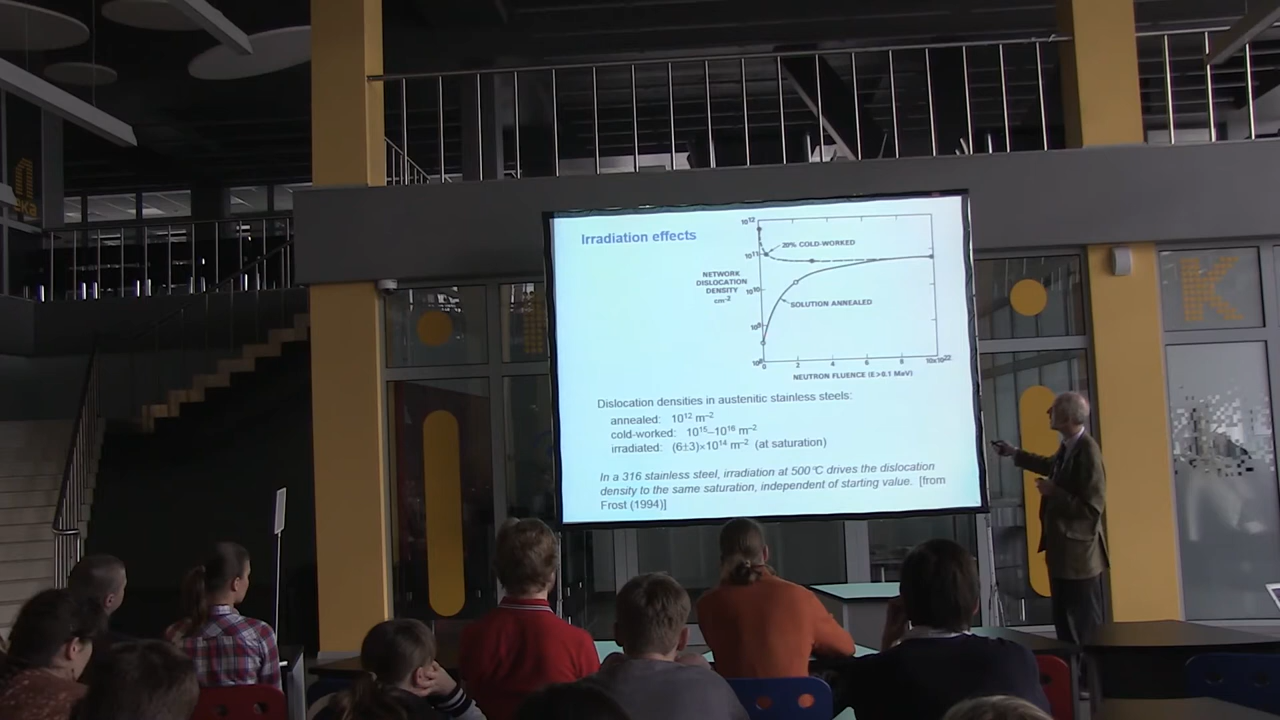 Irradiation effects
10¹²
20% COLD-WORKED
10¹¹
NETWORK
DISLOCATION
DENSITY
cm⁻²
10¹⁰
SOLUTION ANNEALED
10⁹
10⁸
0 2 4 6 8 10x10²²
NEUTRON FLUENCE (E>0.1 MeV)
Dislocation densities in austenitic stainless steels:
annealed: 10¹² m⁻²
cold-worked: 10¹⁵–10¹⁶ m⁻²
irradiated: (6±3)×10¹⁴ m⁻² (at saturation)
In a 316 stainless steel, irradiation at 500°C drives the dislocation
density to the same saturation, independent of starting value. [from
Frost (1994)]
K